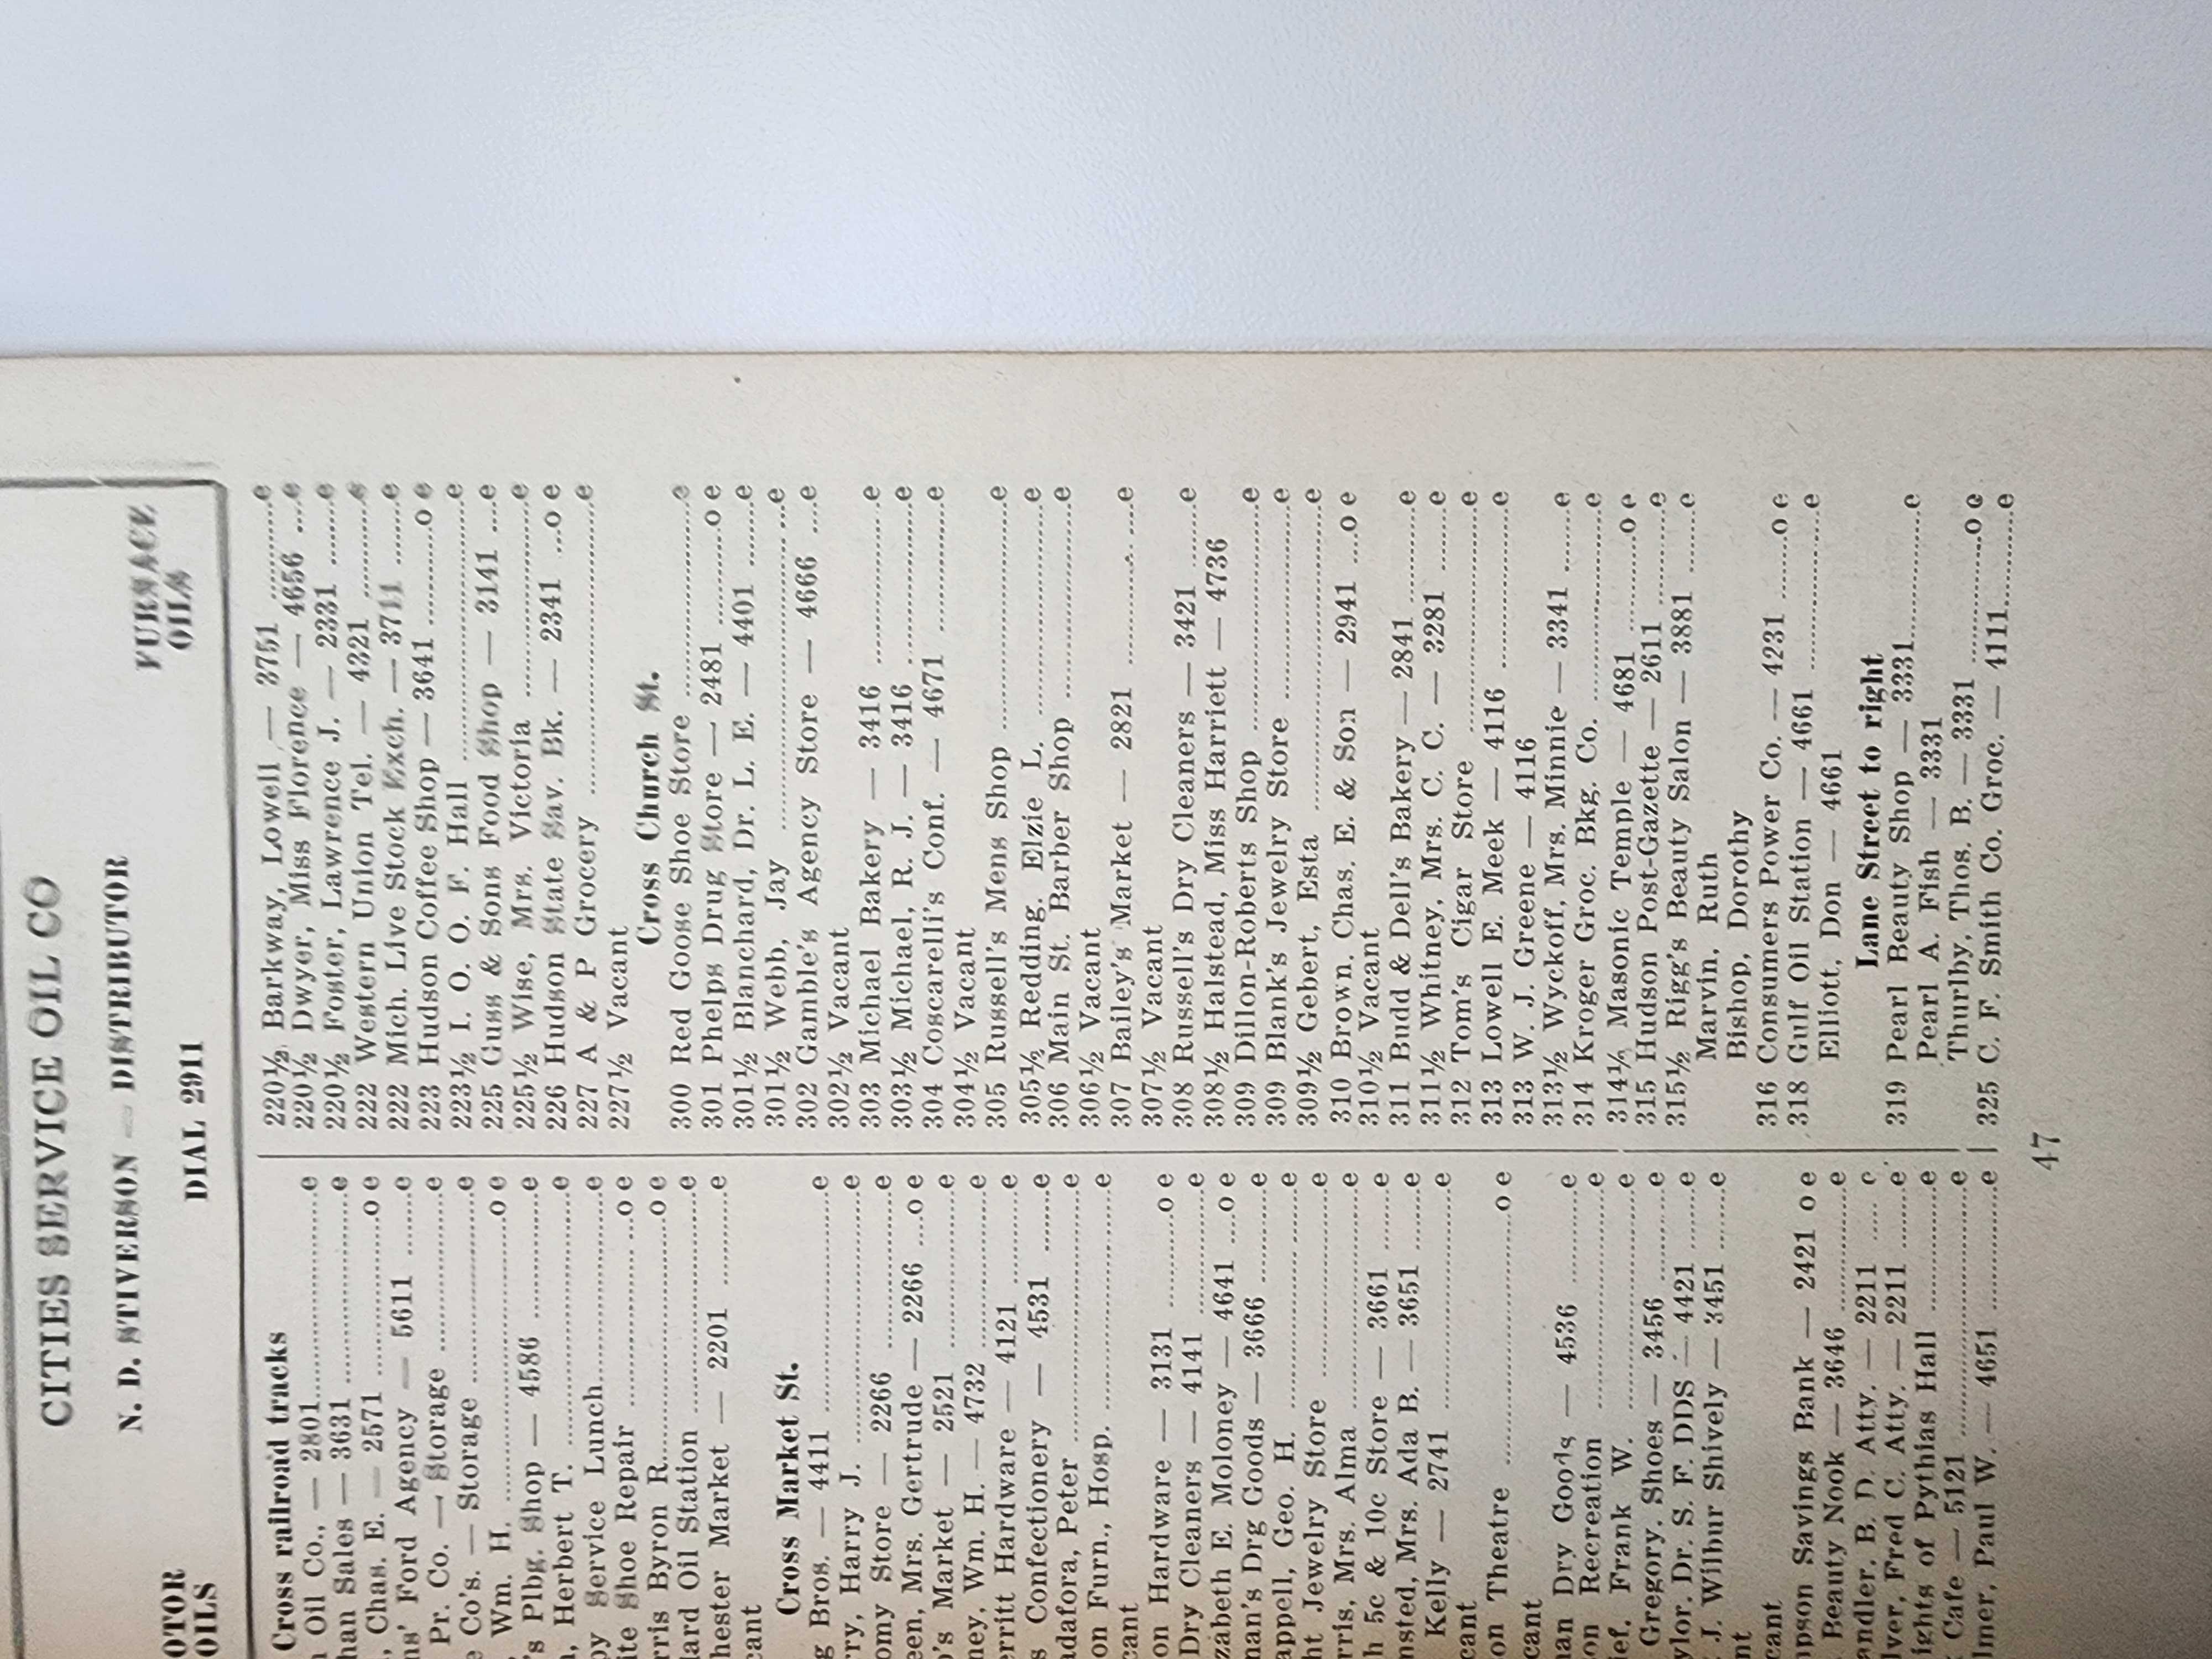 CITIES SERVICE OIL CO
N. D. STIVERSON — DISTRIBUTOR
OTOR OILS
DIAL 2911
FURNACE OILS
Cross railroad tracks
Oil Co., — 2801..........e
han Sales — 3631 ..........e
, Chas. E. — 2571 ..........o e
ns' Ford Agency — 5611 ......e
Pr. Co. — Storage ..........e
e Co's. — Storage ..........e
Wm. H. ..........o e
's Plbg. Shop — 4586 ..........e
, Herbert T. ..........e
by Service Lunch..........e
ite Shoe Repair ..........o e
rris Byron R...........o e
lard Oil Station ..........e
hester Market — 2201 ..........e
cant
Cross Market St.
g Bros. — 4411 ..........e
rry, Harry J. ..........e
omy Store — 2266 ..........e
een, Mrs. Gertrude — 2266 ....o e
o's Market — 2521 ..........e
ney, Wm. H. — 4732 ..........e
erritt Hardware — 4121 ..........e
s Confectionery — 4531 .......e
adafora, Peter ..........e
on Furn., Hosp. ..........e
cant
on Hardware — 3131 ..........o e
Dry Cleaners — 4141 ..........e
zabeth E. Moloney — 4641 ....o e
nan's Drg Goods — 3666 ........e
appell, Geo. H. ..........e
ht Jewelry Store ..........e
rris, Mrs. Alma ..........e
h 5c & 10c Store — 3661 ........e
nsted, Mrs. Ada B. — 3651 ......e
Kelly — 2741 ..........e
cant
on Theatre ..........o e
cant
nan Dry Goods — 4536 ........e
on Recreation ..........e
ief, Frank W. ..........e
Gregory, Shoes — 3456 ........e
ylor, Dr. S. F. DDS — 4421 ......e
J. Wilbur Shively — 3451 ......e
nt
cant
npson Savings Bank — 2421 o e
Beauty Nook — 3646 ..........e
andler, B. D. Atty. — 2211 ..... e
lver, Fred C. Atty. — 2211 ......e
ights of Pythias Hall ..........e
Cafe — 5121 ..........e
lmer, Paul W. — 4651 ..........e
220½ Barkway, Lowell — 3751 ........e
220½ Dwyer, Miss Florence — 4656 ....e
220½ Foster, Lawrence J. — 2331 ........e
222 Western Union Tel. — 4321 ..........e
222 Mich. Live Stock Exch. — 3711 .......e
223 Hudson Coffee Shop — 3641 ..........o e
223½ I. O. O. F. Hall ..........e
225 Guss & Sons Food Shop — 3141 ....e
225½ Wise, Mrs. Victoria ..........e
226 Hudson State Sav. Bk. — 2341 ...o e
227 A & P Grocery ..........e
227½ Vacant
Cross Church St.
300 Red Goose Shoe Store ..........e
301 Phelps Drug Store — 2481 ........o e
301½ Blanchard, Dr. L. E. — 4401 ........e
301½ Webb, Jay ..........e
302 Gamble's Agency Store — 4666 ....e
302½ Vacant
303 Michael Bakery — 3416 ..........e
303½ Michael, R. J. — 3416 ..........e
304 Coscarelli's Conf. — 4671 ..........e
304½ Vacant
305 Russell's Mens Shop ..........e
305½ Redding, Elzie L. ..........e
306 Main St. Barber Shop ..........e
306½ Vacant
307 Bailey's Market — 2821 ..........e
307½ Vacant
308 Russell's Dry Cleaners — 3421 ......e
308½ Halstead, Miss Harriett — 4736
309 Dillon-Roberts Shop ..........e
309 Blank's Jewelry Store ..........e
309½ Gebert, Esta ..........e
310 Brown, Chas. E. & Son — 2941 ...o e
310½ Vacant
311 Budd & Dell's Bakery — 2841 ..........e
311½ Whitney, Mrs. C. C. — 3281 ........e
312 Tom's Cigar Store ..........e
313 Lowell E. Meek — 4116 ..........e
313 W. J. Greene — 4116
313½ Wyckoff, Mrs. Minnie — 3341 .......e
314 Kroger Groc. Bkg. Co. ..........e
314½ Masonic Temple — 4681 ........o e
315 Hudson Post-Gazette — 2611 ........e
315½ Rigg's Beauty Salon — 3881 ........e
Marvin, Ruth
Bishop, Dorothy
316 Consumers Power Co. — 4231 ......o e
318 Gulf Oil Station — 4661 ..........e
Elliott, Don — 4661
Lane Street to right
319 Pearl Beauty Shop — 3331..........e
Pearl A. Fish — 3331
Thurlby, Thos. B. — 3331 ..........o e
325 C. F. Smith Co. Groc. — 4111........e
47